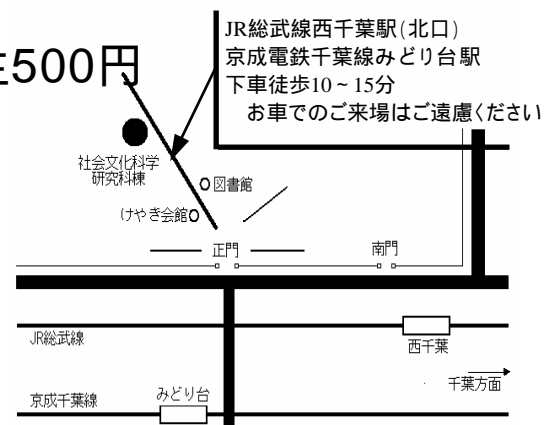 JR総武線西千葉駅(北口)
生500円
京成電鉄千葉線みどり台駅
下車徒歩10~15分
お車でのご来場はご遠慮ください
社会文化科学
研究科棟
図書館
けやき会館
正門
南門
JR総武線
西千葉
千葉方面
京成千葉線
みどり台